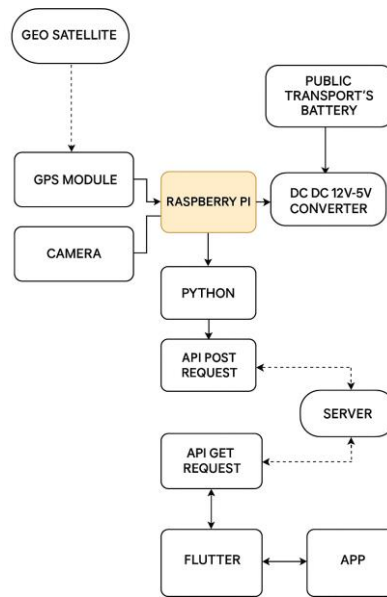 GEO SATELLITE
PUBLIC
TRANSPORT'S
BATTERY
GPS MODULE
RASPBERRY PI
DC DC 12V-5V
CONVERTER
CAMERA
PYTHON
API POST
REQUEST
SERVER
API GET
REQUEST
FLUTTER
APP